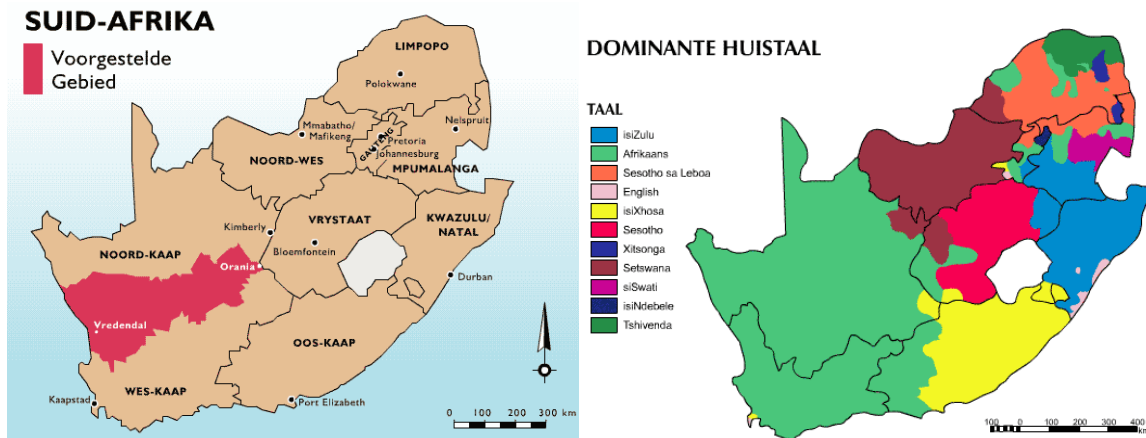 SUID-AFRIKA
Voorgestelde
Gebied
LIMPOPO
Polokwane
Mmabatho/
Mafikeng
Nelspruit
GAUTENG
Pretoria
Johannesburg
NOORD-WES
MPUMALANGA
VRYSTAAT
KWAZULU/
NATAL
Kimberly
Bloemfontein
NOORD-KAAP
Orania
Durban
Vredendal
OOS-KAAP
WES-KAAP
Kaapstad
Port Elizabeth
0 100 200 300 km
DOMINANTE HUISTAAL
TAAL
isiZulu
Afrikaans
Sesotho sa Leboa
English
isiXhosa
Sesotho
Xitsonga
Setswana
siSwati
isiNdebele
Tshivenda
100 0 100 200 300 400
km